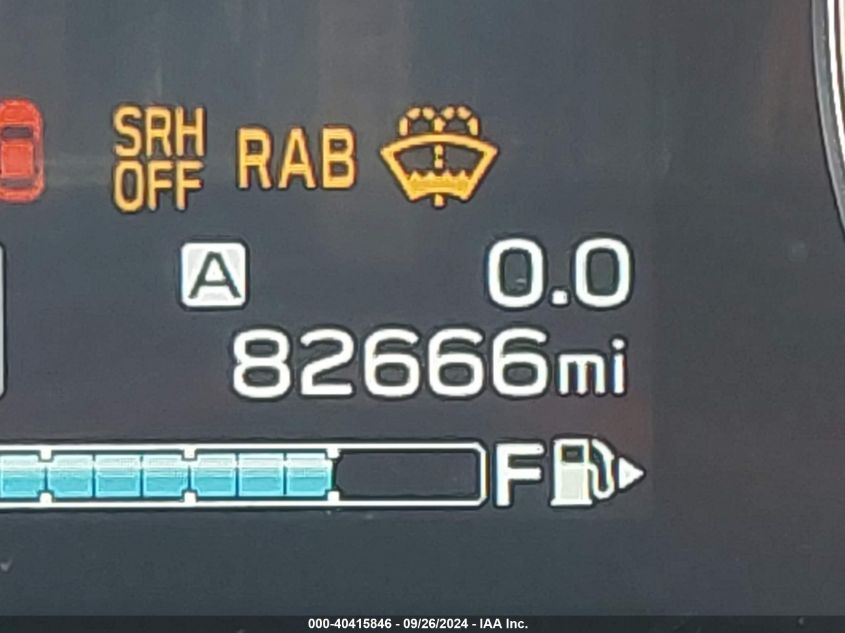 SRH
OFF
RAB
A 0.0
82666mi
F
000-40415846 - 09/26/2024 - IAA Inc.